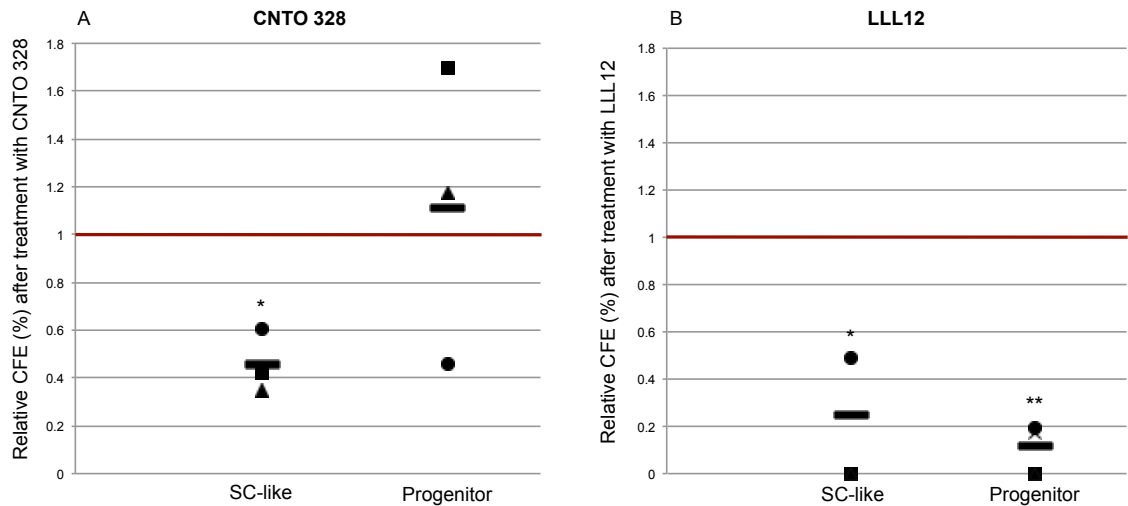 A
CNTO 328
Relative CFE (%) after treatment with CNTO 328
1.8
1.6
1.4
1.2
1
0.8
0.6
0.4
0.2
0
*
SC-like
Progenitor
B
LLL12
Relative CFE (%) after treatment with LLL12
1.8
1.6
1.4
1.2
1
0.8
0.6
0.4
0.2
0
*
**
SC-like
Progenitor